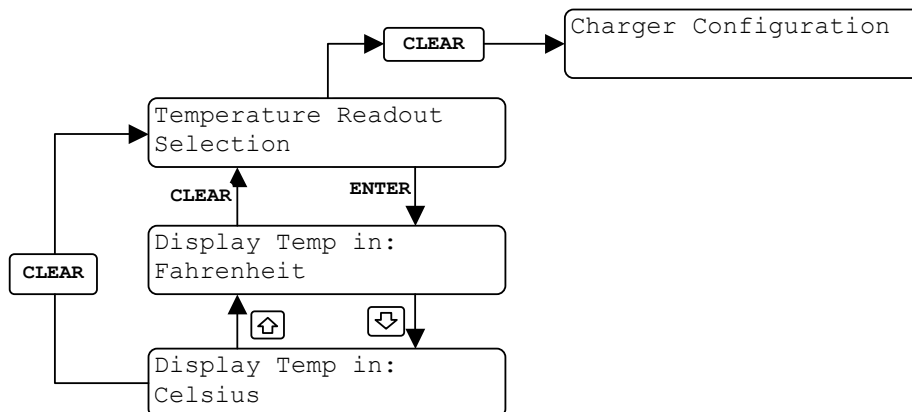 CLEAR
Charger Configuration
Temperature Readout
Selection
CLEAR
ENTER
Display Temp in:
Fahrenheit
CLEAR
Display Temp in:
Celsius